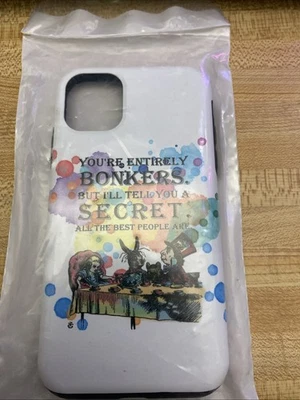 YOU'RE ENTIRELY
BONKERS.
BUT I'LL TELL YOU A
SECRET.
ALL THE BEST PEOPLE ARE.